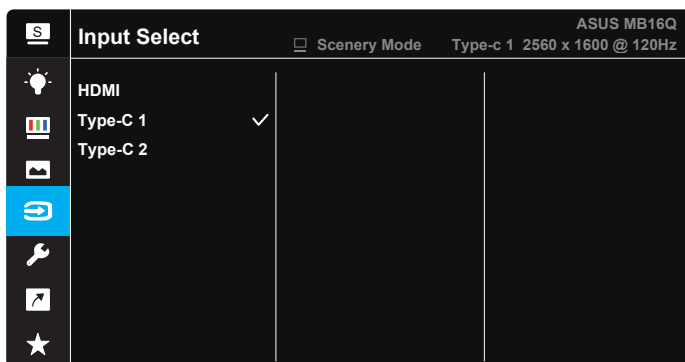 S
Input Select
Scenery Mode
ASUS MB16Q
Type-c 1 2560 x 1600 @ 120Hz
HDMI
Type-C 1
Type-C 2